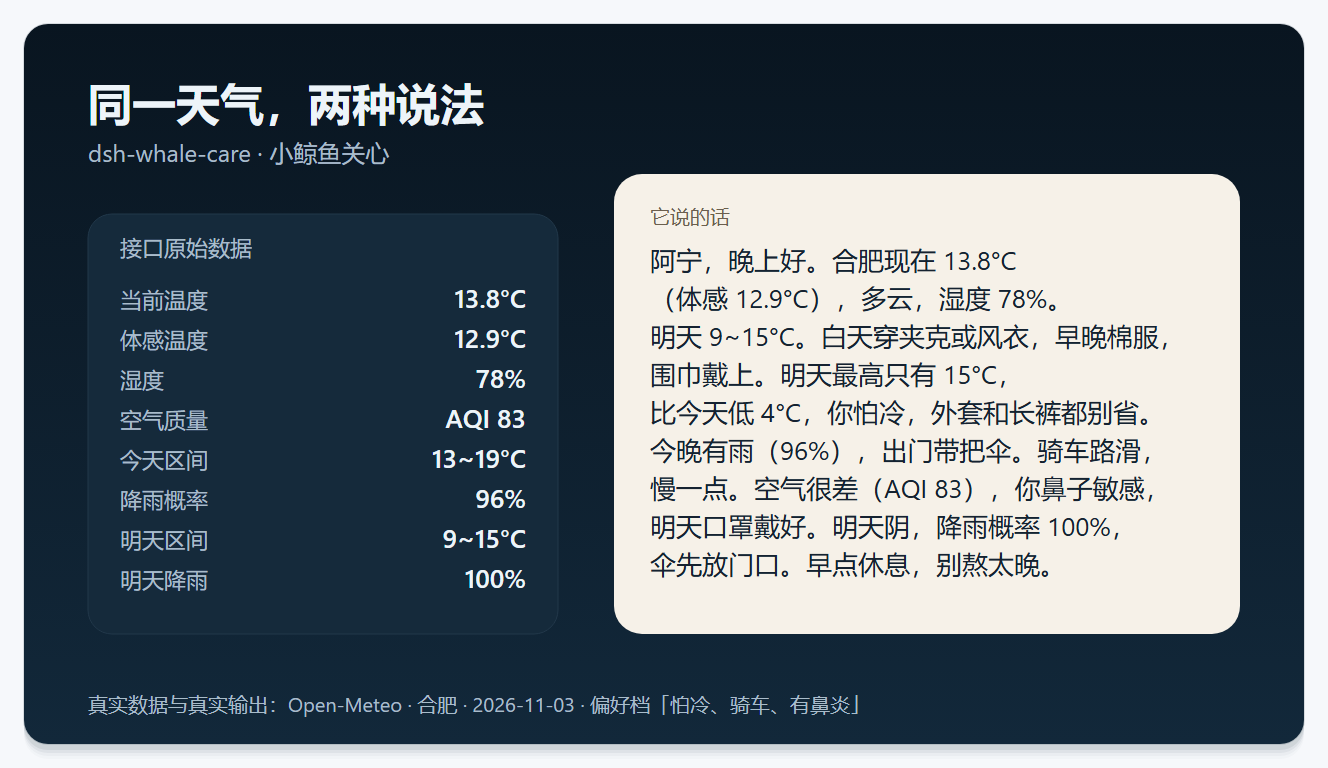 同一天气，两种说法
dsh-whale-care · 小鲸鱼关心
接口原始数据
当前温度 13.8°C
体感温度 12.9°C
湿度 78%
空气质量 AQI 83
今天区间 13~19°C
降雨概率 96%
明天区间 9~15°C
明天降雨 100%
它说的话
阿宁，晚上好。合肥现在 13.8°C
（体感 12.9°C），多云，湿度 78%。
明天 9~15°C。白天穿夹克或风衣，早晚棉服，
围巾戴上。明天最高只有 15°C，
比今天低 4°C，你怕冷，外套和长裤都别省。
今晚有雨（96%），出门带把伞。骑车路滑，
慢一点。空气很差（AQI 83），你鼻子敏感，
明天口罩戴好。明天阴，降雨概率 100%，
伞先放门口。早点休息，别熬太晚。
真实数据与真实输出：Open-Meteo · 合肥 · 2026-11-03 · 偏好档「怕冷、骑车、有鼻炎」